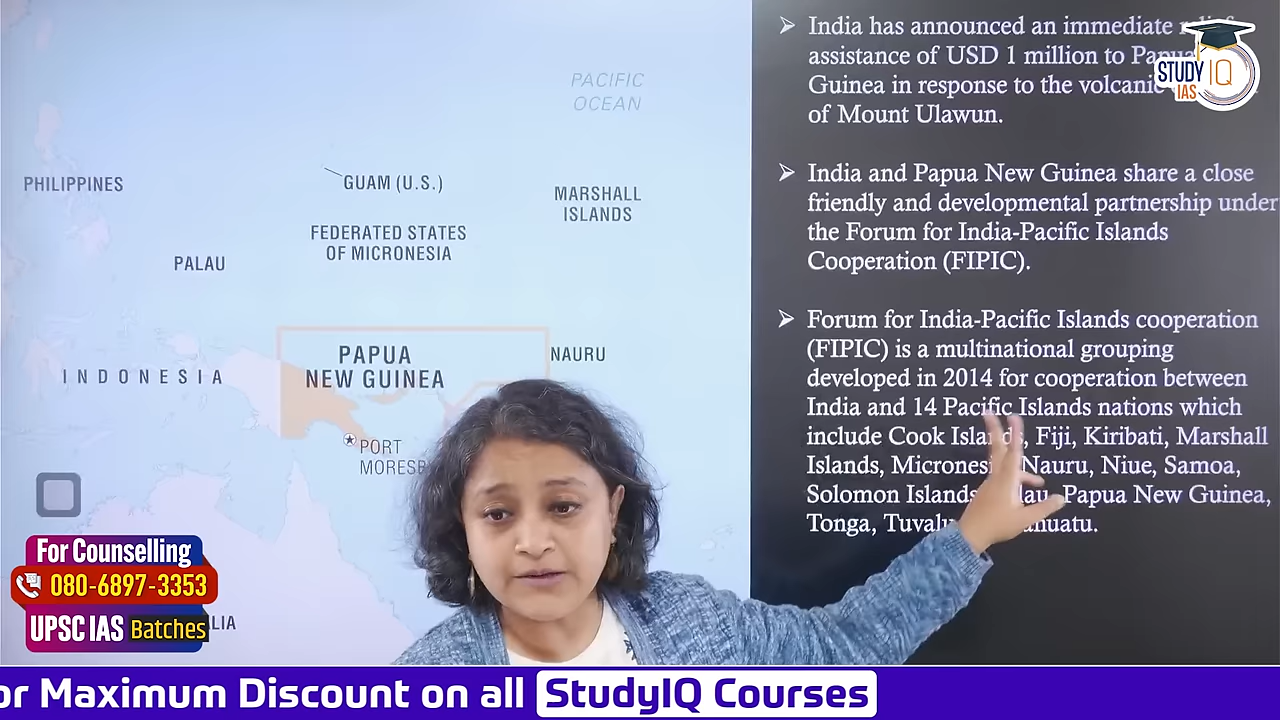 PACIFIC
OCEAN
PHILIPPINES
GUAM (U.S.)
MARSHALL
ISLANDS
FEDERATED STATES
OF MICRONESIA
PALAU
PAPUA
NEW GUINEA
NAURU
INDONESIA
PORT
MORESB
LIA
➢ India has announced an immediate
assistance of USD 1 million to
Guinea in response to the volcanic
of Mount Ulawun.
➢ India and Papua New Guinea share a close
friendly and developmental partnership under
the Forum for India-Pacific Islands
Cooperation (FIPIC).
➢ Forum for India-Pacific Islands cooperation
(FIPIC) is a multinational grouping
developed in 2014 for cooperation between
India and 14 Pacific Islands nations which
include Cook Islands, Fiji, Kiribati, Marshall
Islands, Micronesi Nauru, Niue, Samoa,
Solomon Islands lau, Papua New Guinea,
Tonga, Tuvalu anuatu.
STUDY IQ
IAS
For Counselling
080-6897-3353
UPSC IAS Batches
or Maximum Discount on all StudyIQ Courses